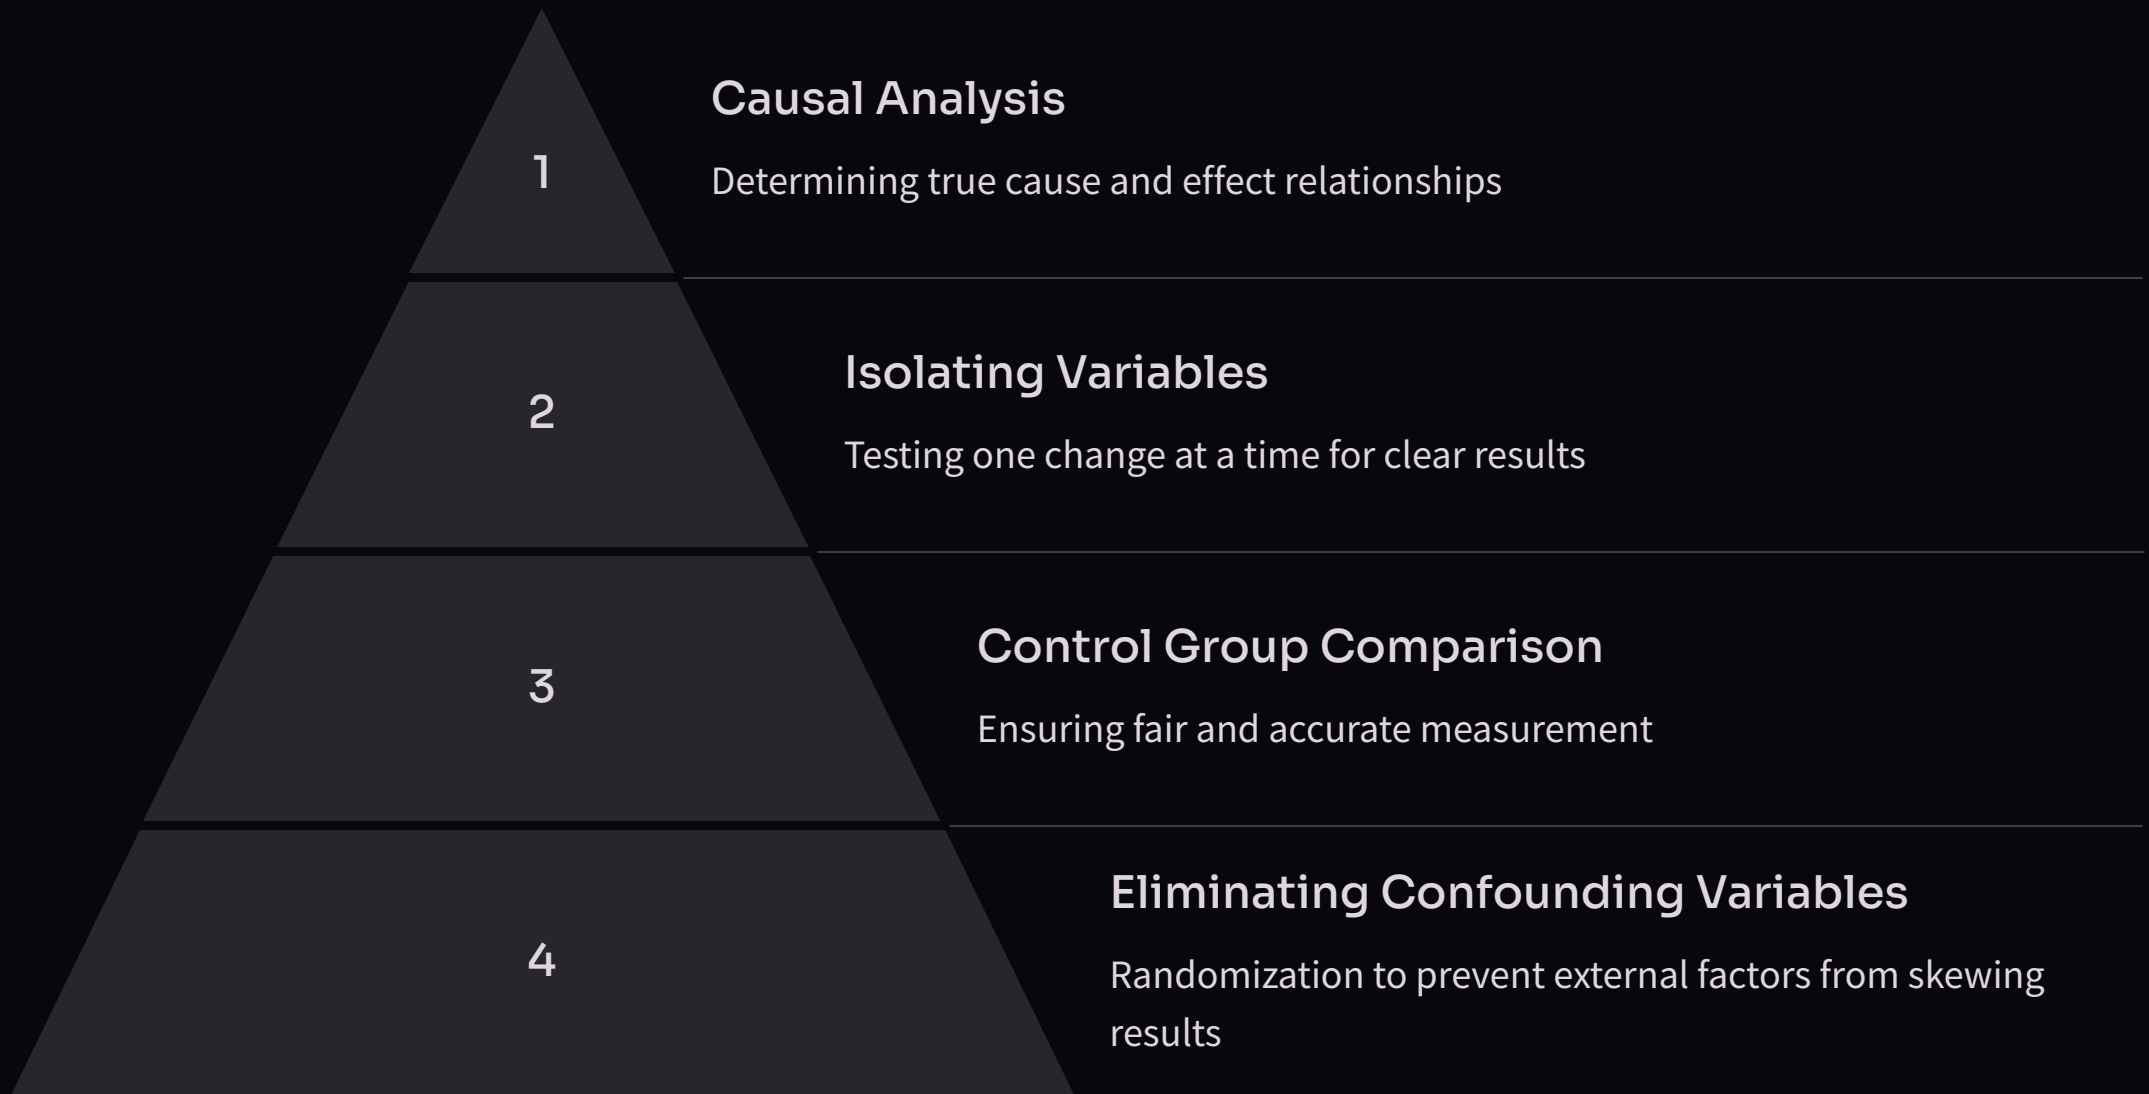 1
Causal Analysis
Determining true cause and effect relationships
2
Isolating Variables
Testing one change at a time for clear results
3
Control Group Comparison
Ensuring fair and accurate measurement
4
Eliminating Confounding Variables
Randomization to prevent external factors from skewing
results